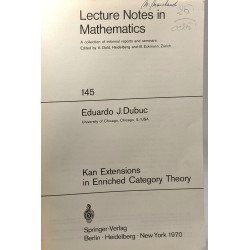 Lecture Notes in
Mathematics
A collection of informal reports and seminars
Edited by A. Dold, Heidelberg and B. Eckmann, Zürich
145
Eduardo J. Dubuc
University of Chicago, Chicago, IL/USA
Kan Extensions
in Enriched Category Theory
Springer-Verlag
Berlin · Heidelberg · New York 1970